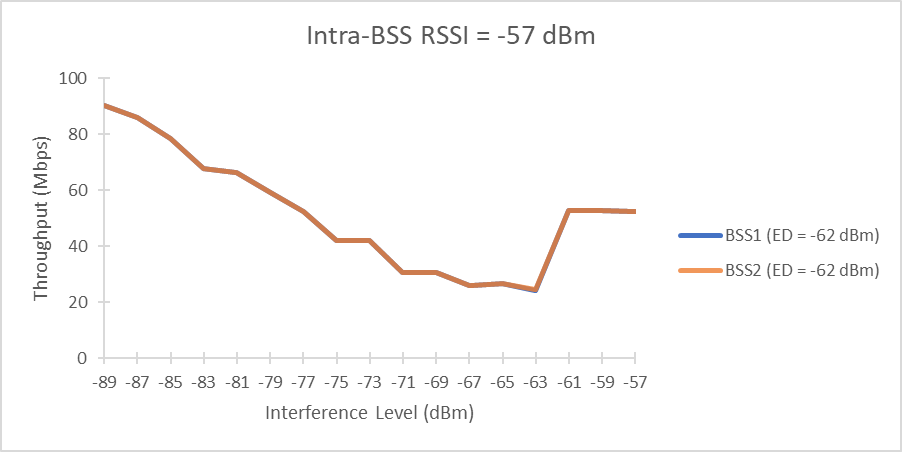 Intra-BSS RSSI = -57 dBm
100
80
60
40
20
0
Throughput (Mbps)
-89 -87 -85 -83 -81 -79 -77 -75 -73 -71 -69 -67 -65 -63 -61 -59 -57
Interference Level (dBm)
BSS1 (ED = -62 dBm)
BSS2 (ED = -62 dBm)